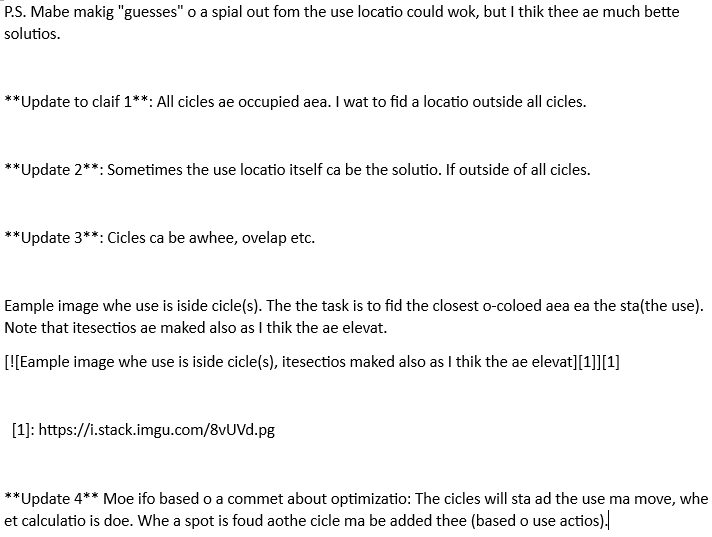 P.S. Mabe makig "guesses" o a spial out fom the use locatio could wok, but I thik thee ae much bette
solutios.
**Update to claif 1**: All cicles ae occupied aea. I wat to fid a locatio outside all cicles.
**Update 2**: Sometimes the use locatio itself ca be the solutio. If outside of all cicles.
**Update 3**: Cicles ca be awhee, ovelap etc.
Eample image whe use is iside cicle(s). The the task is to fid the closest o-coloed aea ea the sta(the use).
Note that itesectios ae maked also as I thik the ae elevat.
[![Eample image whe use is iside cicle(s), itesectios maked also as I thik the ae elevat][1]][1]
[1]: https://i.stack.imgu.com/8vUVd.pg
**Update 4** Moe ifo based o a commet about optimizatio: The cicles will sta ad the use ma move, whe
et calculatio is doe. Whe a spot is foud aothe cicle ma be added thee (based o use actios).